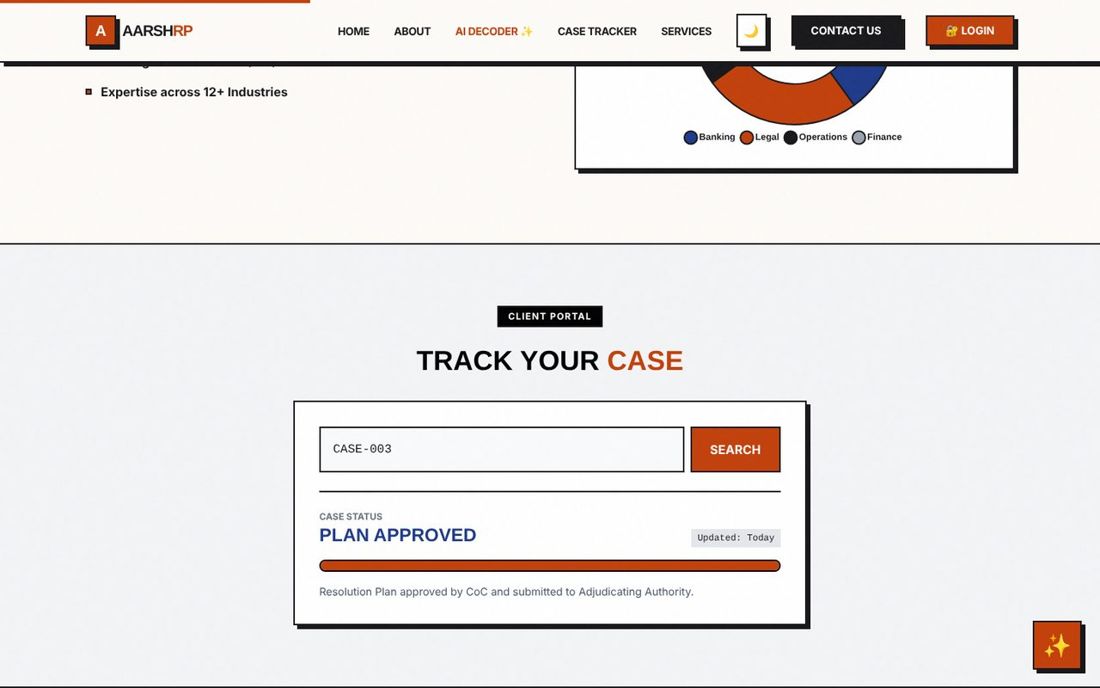 A AARSHRP
HOME ABOUT AI DECODER ✨ CASE TRACKER SERVICES CONTACT US 🔐 LOGIN
Expertise across 12+ Industries
Banking Legal Operations Finance
CLIENT PORTAL
TRACK YOUR CASE
CASE-003 SEARCH
CASE STATUS
PLAN APPROVED
Updated: Today
Resolution Plan approved by CoC and submitted to Adjudicating Authority.